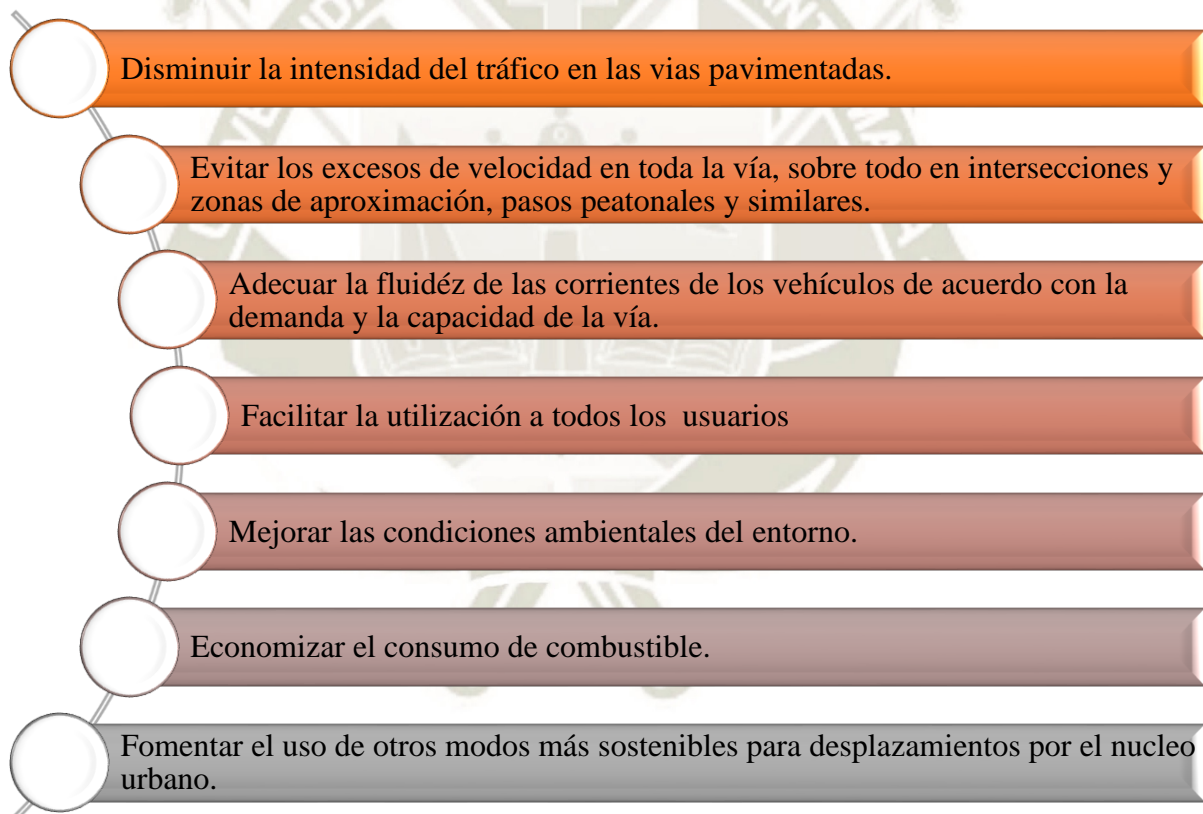 Disminuir la intensidad del tráfico en las vias pavimentadas.
Evitar los excesos de velocidad en toda la vía, sobre todo en intersecciones y
zonas de aproximación, pasos peatonales y similares.
Adecuar la fluidéz de las corrientes de los vehículos de acuerdo con la
demanda y la capacidad de la vía.
Facilitar la utilización a todos los  usuarios
Mejorar las condiciones ambientales del entorno.
Economizar el consumo de combustible.
Fomentar el uso de otros modos más sostenibles para desplazamientos por el nucleo
urbano.